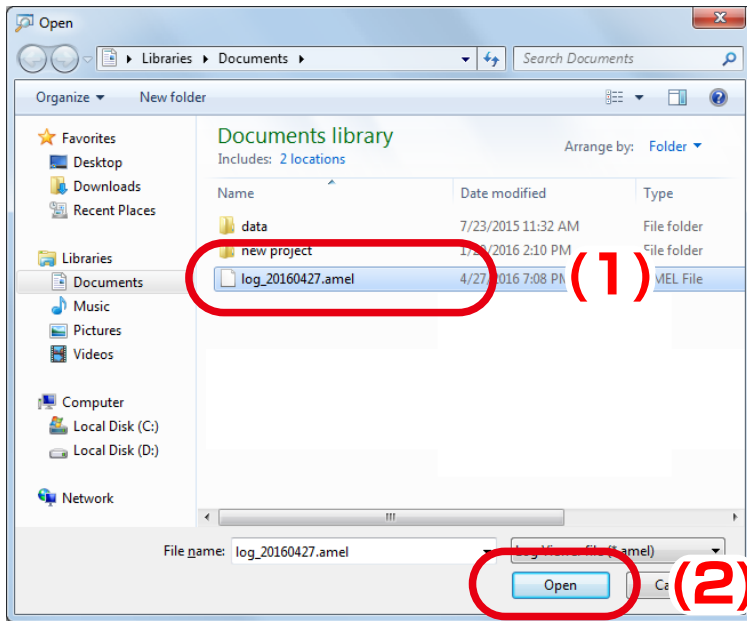 Open
Libraries Documents Search Documents
Organize New folder
Favorites
Desktop
Downloads
Recent Places
Libraries
Documents
Music
Pictures
Videos
Computer
Local Disk (C:)
Local Disk (D:)
Network
Documents library
Includes: 2 locations
Arrange by: Folder
Name Date modified Type
data 7/23/2015 11:32 AM File folder
new project 2:10 PM File folder
log_20160427.amel 4/27/2016 7:08 PM File
(1)
File name: log_20160427.amel
Open
(2)